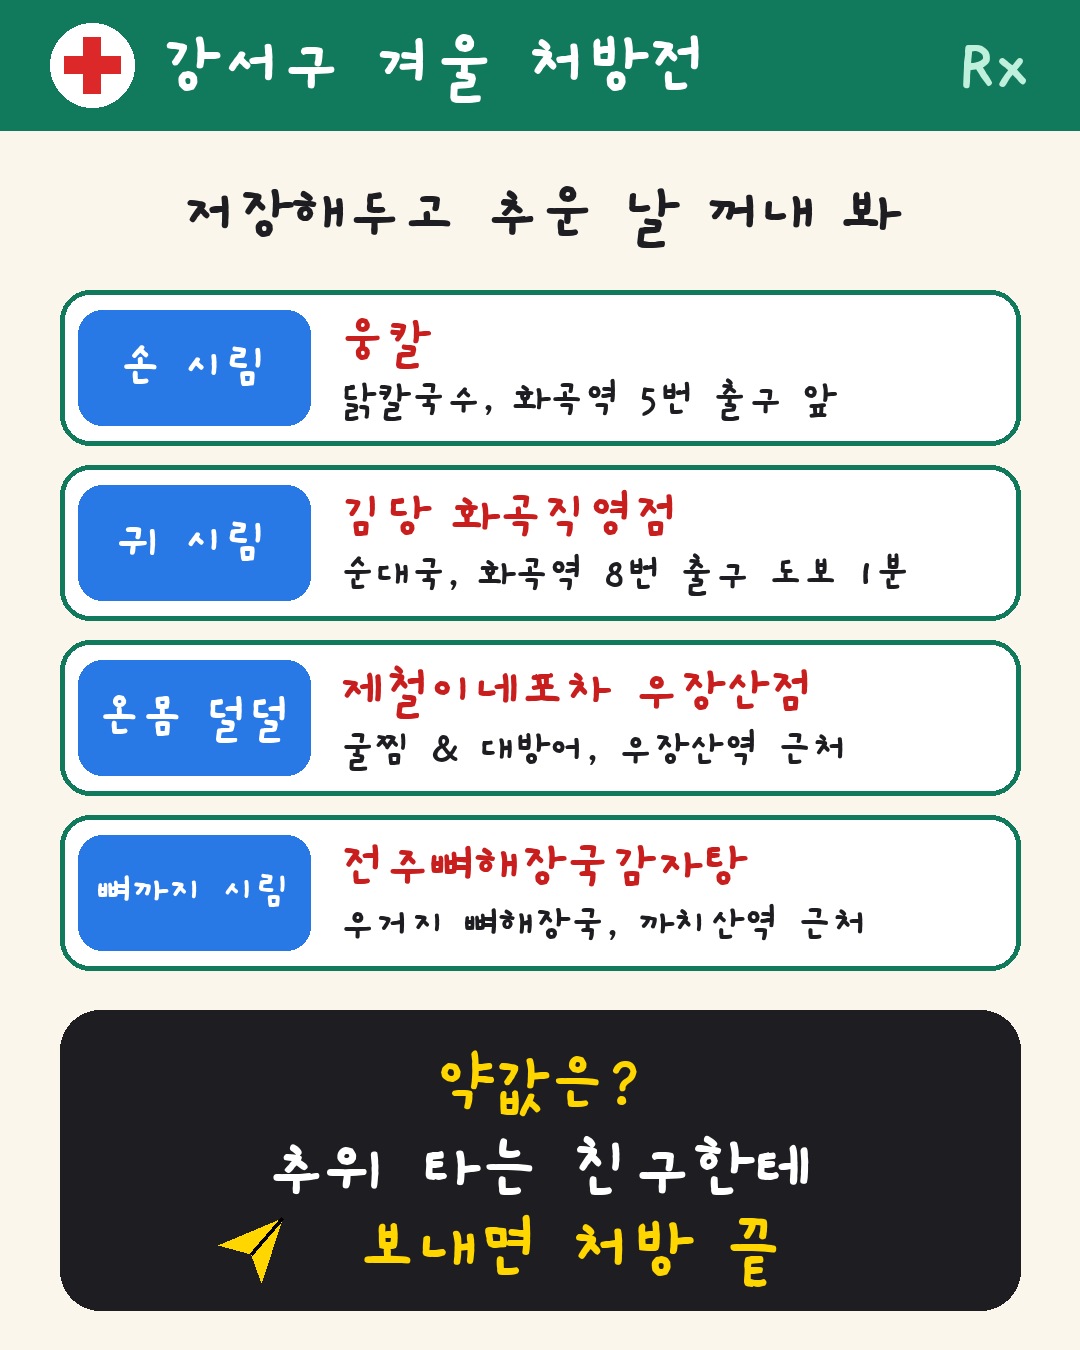 강서구 겨울 처방전
Rx
저장해두고 추운 날 꺼내 봐
손 시림
웅칼
닭칼국수, 화곡역 5번 출구 앞
귀 시림
김당 화곡직영점
순대국, 화곡역 8번 출구 도보 1분
온몸 덜덜
제철이네포차 우장산점
굴찜 & 대방어, 우장산역 근처
뼈까지 시림
전주뼈해장국감자탕
우거지 뼈해장국, 까치산역 근처
약값은?
추위 타는 친구한테
보내면 처방 끝